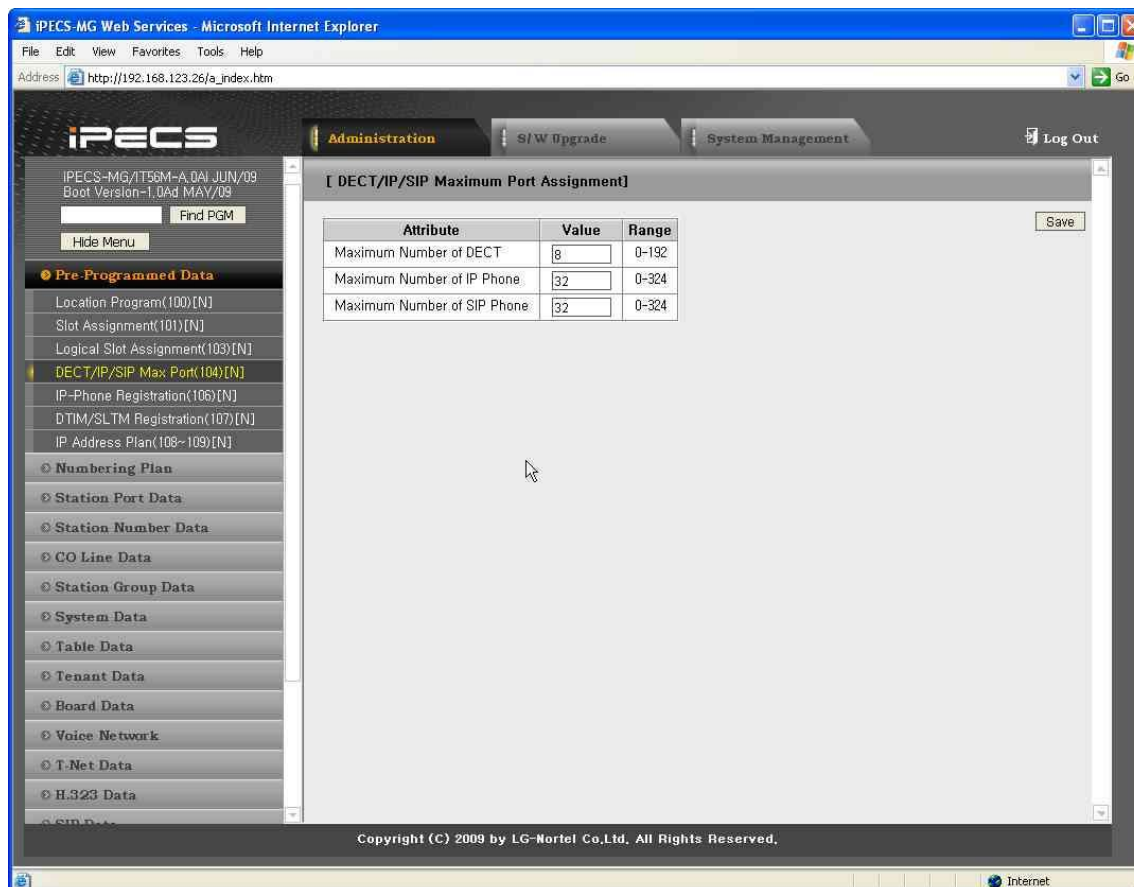 iPECS-MG Web Services - Microsoft Internet Explorer
File Edit View Favorites Tools Help
Address http://192.168.123.26/a_index.htm Go
iPECS
Administration S/W Upgrade System Management Log Out
iPECS-MG/IT56M-A.0AI JUN/09
Boot Version-1.0Ad MAY/09
Find PGM
Hide Menu
Pre-Programmed Data
Location Program(100)[N]
Slot Assignment(101)[N]
Logical Slot Assignment(103)[N]
DECT/IP/SIP Max Port(104)[N]
IP-Phone Registration(106)[N]
DTIM/SLTM Registration(107)[N]
IP Address Plan(108~109)[N]
Numbering Plan
Station Port Data
Station Number Data
CO Line Data
Station Group Data
System Data
Table Data
Tenant Data
Board Data
Voice Network
T-Net Data
H.323 Data
SIP Data
[ DECT/IP/SIP Maximum Port Assignment]
Save
Attribute Value Range
Maximum Number of DECT 8 0-192
Maximum Number of IP Phone 32 0-324
Maximum Number of SIP Phone 32 0-324
Copyright (C) 2009 by LG-Nortel Co,Ltd. All Rights Reserved.
Internet